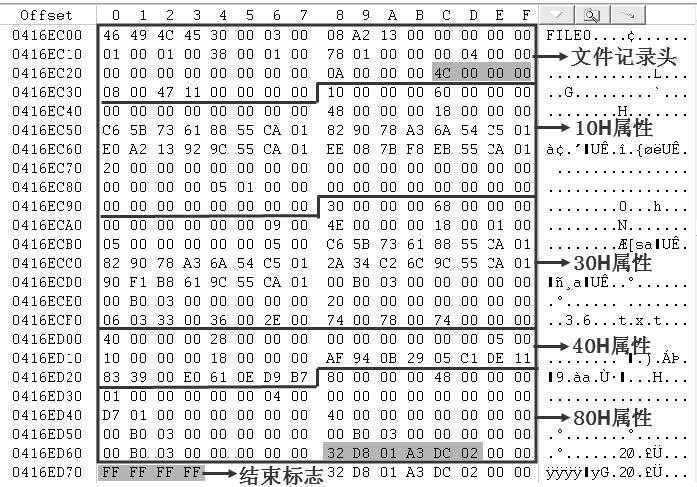 Offset 0 1 2 3 4 5 6 7 8 9 A B C D E F
0416EC00 46 49 4C 45 30 00 03 00 08 A2 13 00 00 00 00 00 FILE0....¢......
0416EC10 01 00 01 00 38 00 01 00 78 01 00 00 00 04 00 00 文件记录头
0416EC20 00 00 00 00 00 00 00 00 0A 00 00 00 4C 00 00 00 ............L...
0416EC30 08 00 47 11 00 00 00 00 10 00 00 00 60 00 00 00 ..G.........`...
0416EC40 00 00 00 00 00 00 00 00 48 00 00 00 18 00 00 00 ........H.......
0416EC50 C6 5B 73 61 88 55 CA 01 82 90 78 A3 6A 54 C5 01 10H属性
0416EC60 E0 A2 13 92 9C 55 CA 01 EE 08 7B F8 EB 55 CA 01 à¢.´UÊ.î.{øëUÊ.
0416EC70 20 00 00 00 00 00 00 00 00 00 00 00 00 00 00 00 ...............
0416EC80 00 00 00 00 05 01 00 00 00 00 00 00 00 00 00 00 ................
0416EC90 00 00 00 00 00 00 00 00 30 00 00 00 68 00 00 00 ........0...h...
0416ECA0 00 00 00 00 00 00 09 00 4E 00 00 00 18 00 01 00 ........N.......
0416ECB0 05 00 00 00 00 00 05 00 C6 5B 73 61 88 55 CA 01 ........Æ[saUÊ.
0416ECC0 82 90 78 A3 6A 54 C5 01 2A 34 C2 6C 9C 55 CA 01 30H属性
0416ECD0 90 F1 B8 61 9C 55 CA 01 00 B0 03 00 00 00 00 00 ñ¸aUÊ..°......
0416ECE0 00 B0 03 00 00 00 00 00 20 00 00 00 00 00 00 00 .°...... .......
0416ECF0 06 03 33 00 36 00 2E 00 74 00 78 00 74 00 00 00 ..3.6...t.x.t...
0416ED00 40 00 00 00 28 00 00 00 00 00 00 00 00 00 05 00
0416ED10 10 00 00 00 18 00 00 00 AF 94 0B 29 05 C1 DE 11 40H属性 .).ÁÞ.
0416ED20 83 39 00 E0 61 0E D9 B7 80 00 00 00 48 00 00 00 9.àa.Ù·...H...
0416ED30 01 00 00 00 00 00 04 00 00 00 00 00 00 00 00 00 ................
0416ED40 D7 01 00 00 00 00 00 00 40 00 00 00 00 00 00 00 80H属性
0416ED50 00 B0 03 00 00 00 00 00 00 B0 03 00 00 00 00 00 .°.......°......
0416ED60 00 B0 03 00 00 00 00 00 32 D8 01 A3 DC 02 00 00 .°......2Ø.£Ü...
0416ED70 FF FF FF FF 结束标志 32 D8 01 A3 DC 02 00 00 ÿÿÿÿyG.2Ø.£Ü...